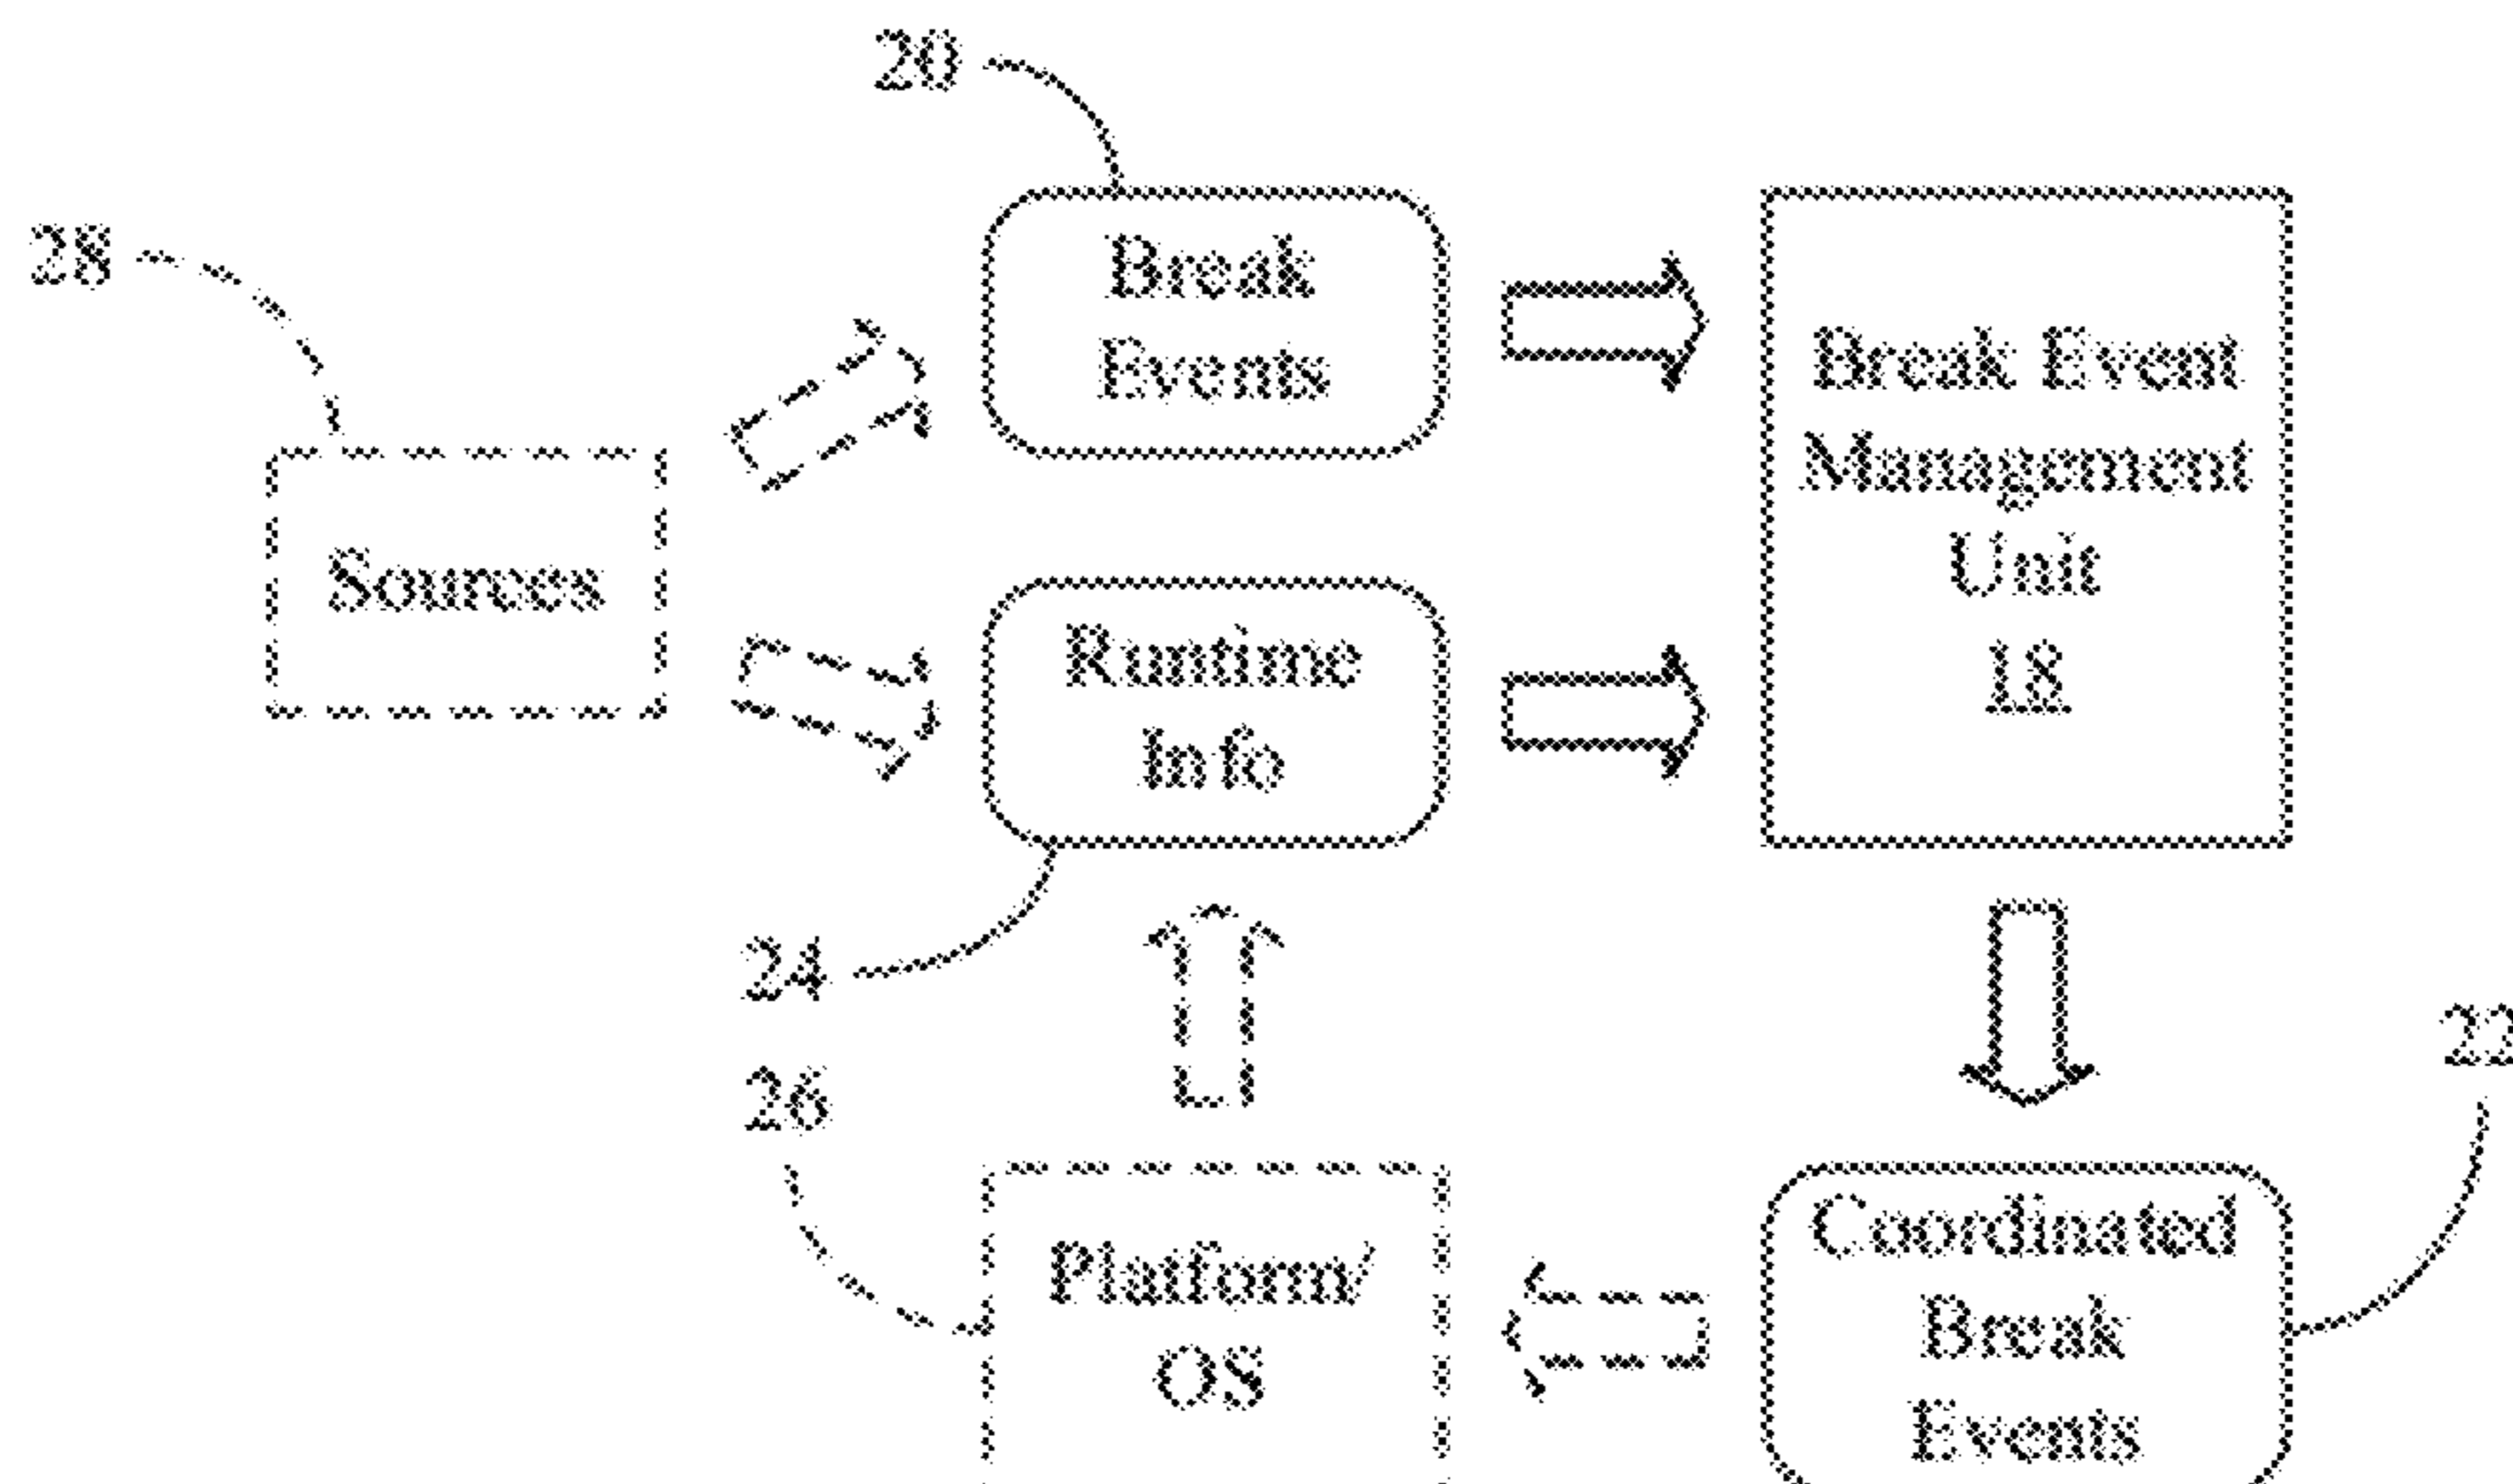 20
28
Break
Events
Sources
Runtime
Info
Break Event
Management
Unit
18
24
26
22
Platform/
OS
Coordinated
Break
Events